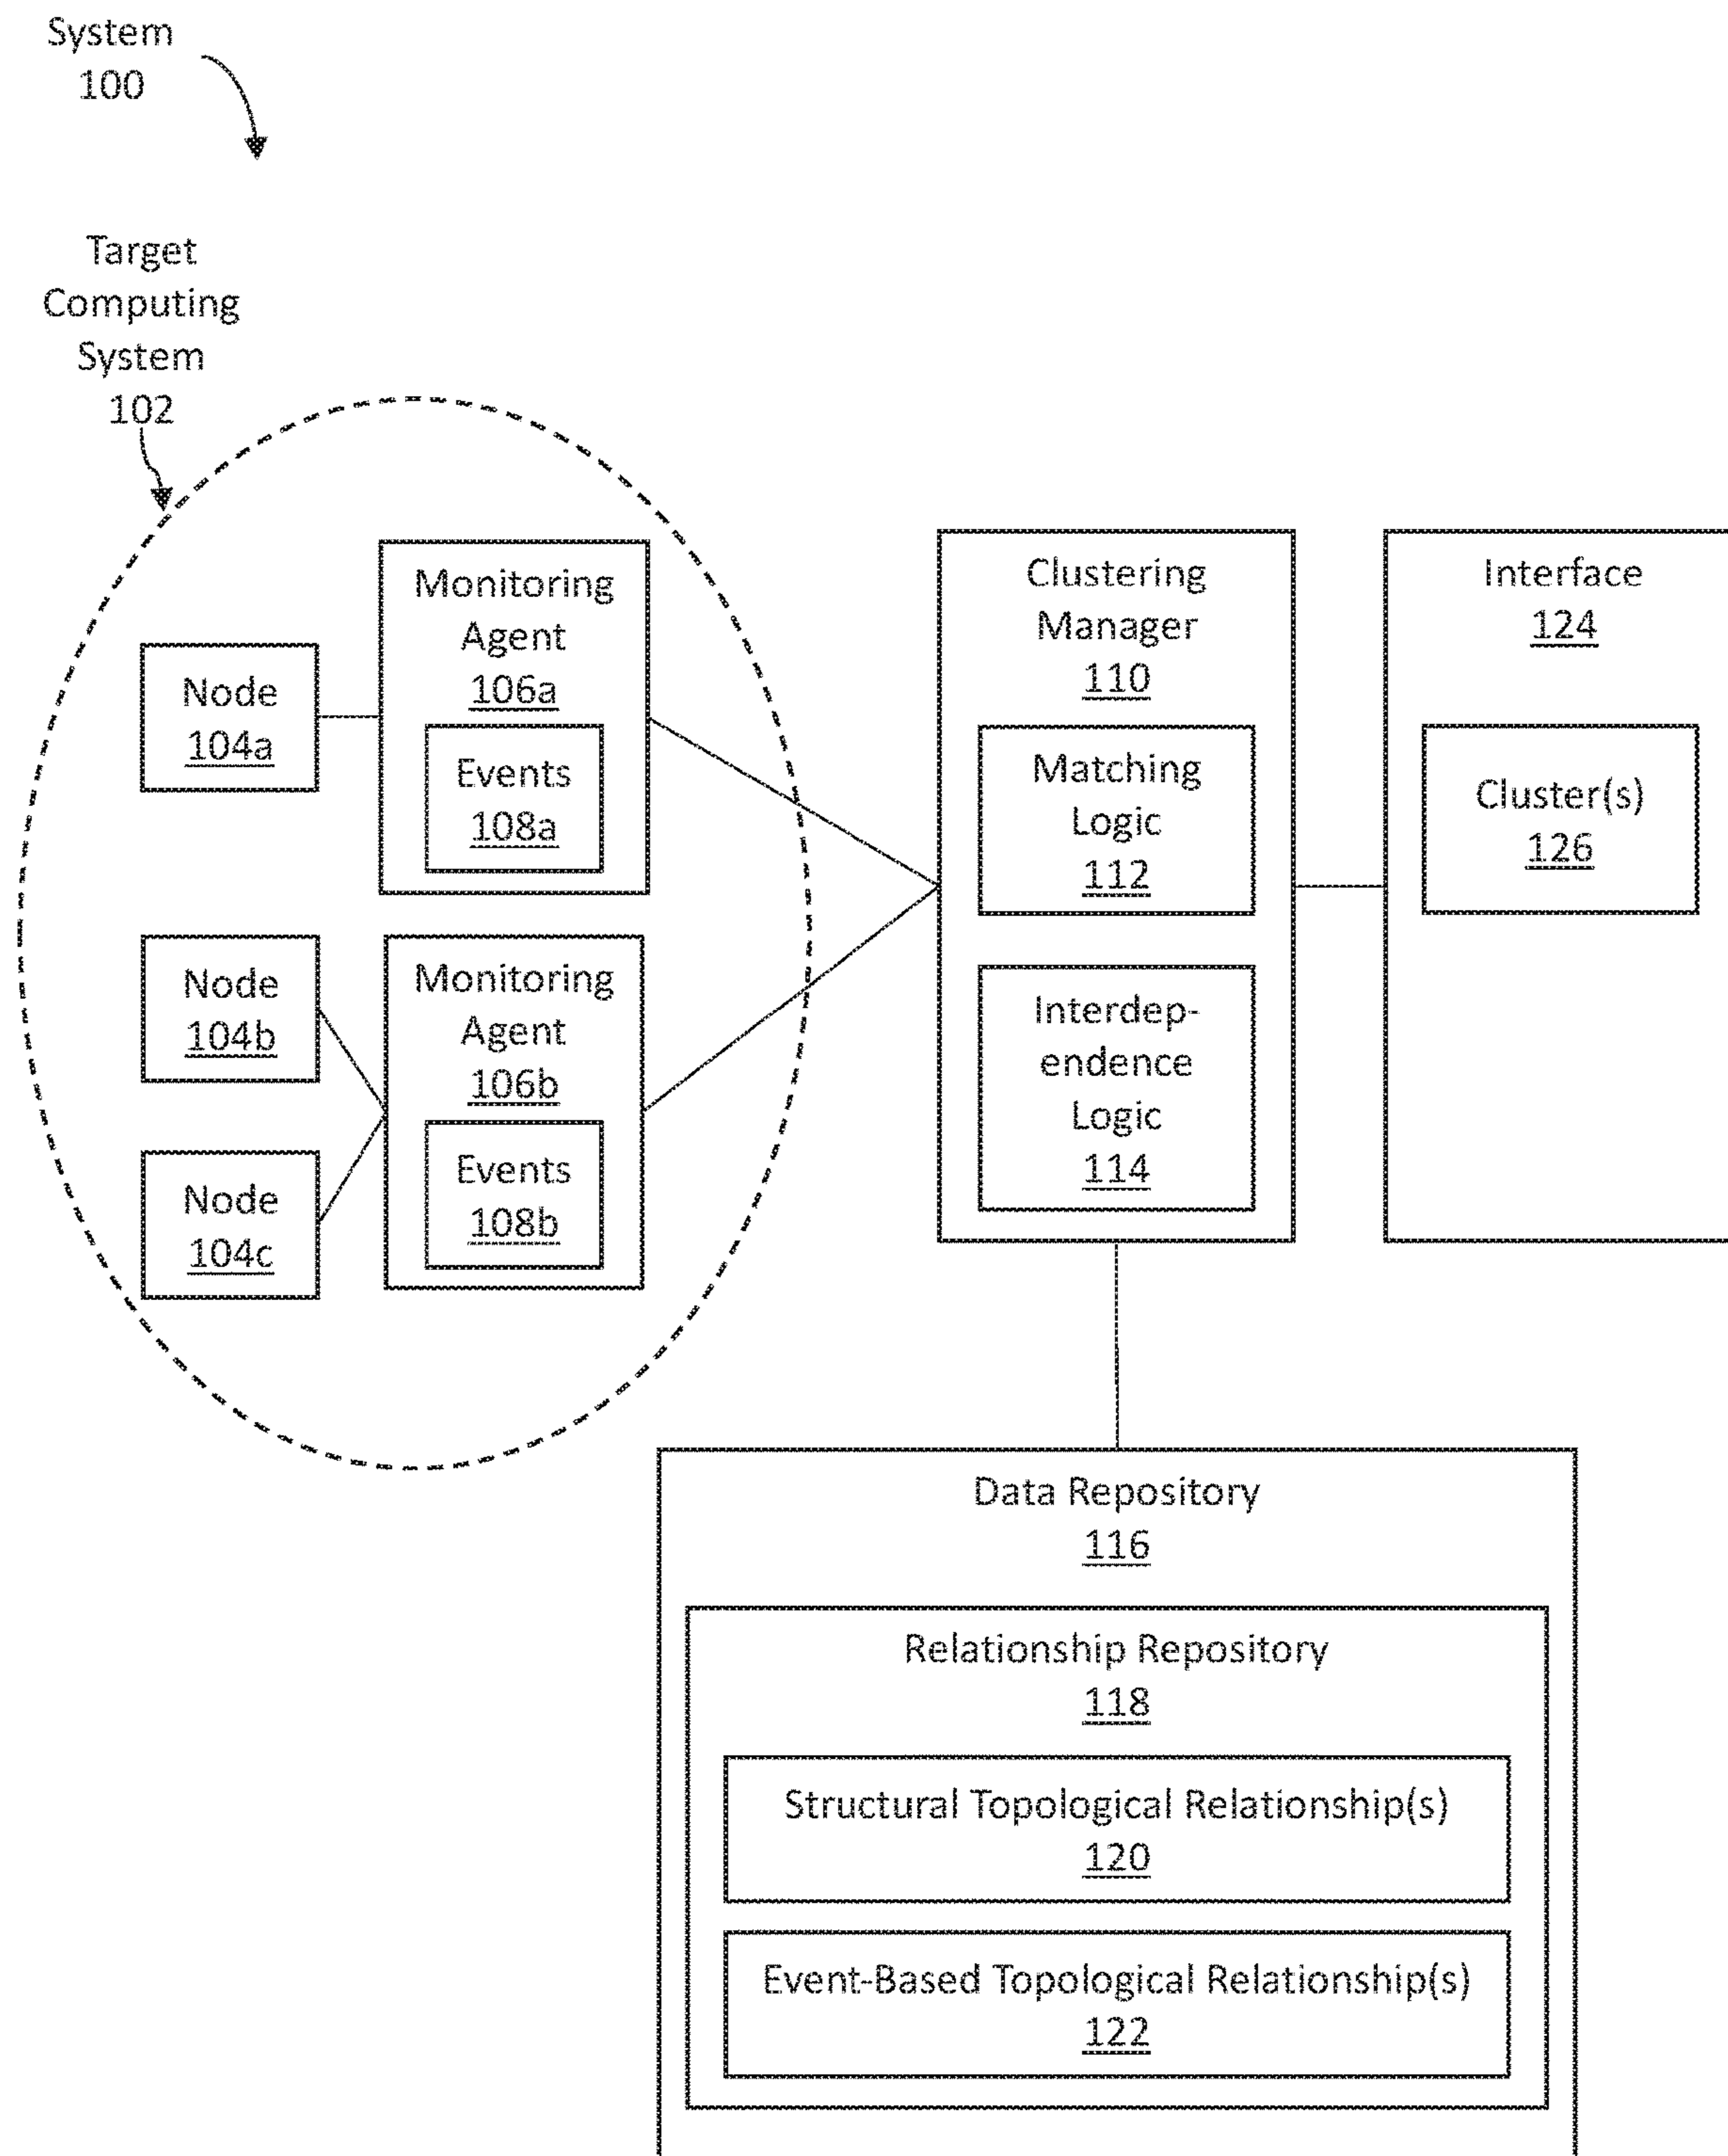 System
100
Target
Computing
System
102
Monitoring
Agent
106a
Events
108a
Node
104a
Node
104b
Node
104c
Monitoring
Agent
106b
Events
108b
Clustering
Manager
110
Matching
Logic
112
Interdep-
endence
Logic
114
Interface
124
Cluster(s)
126
Data Repository
116
Relationship Repository
118
Structural Topological Relationship(s)
120
Event-Based Topological Relationship(s)
122